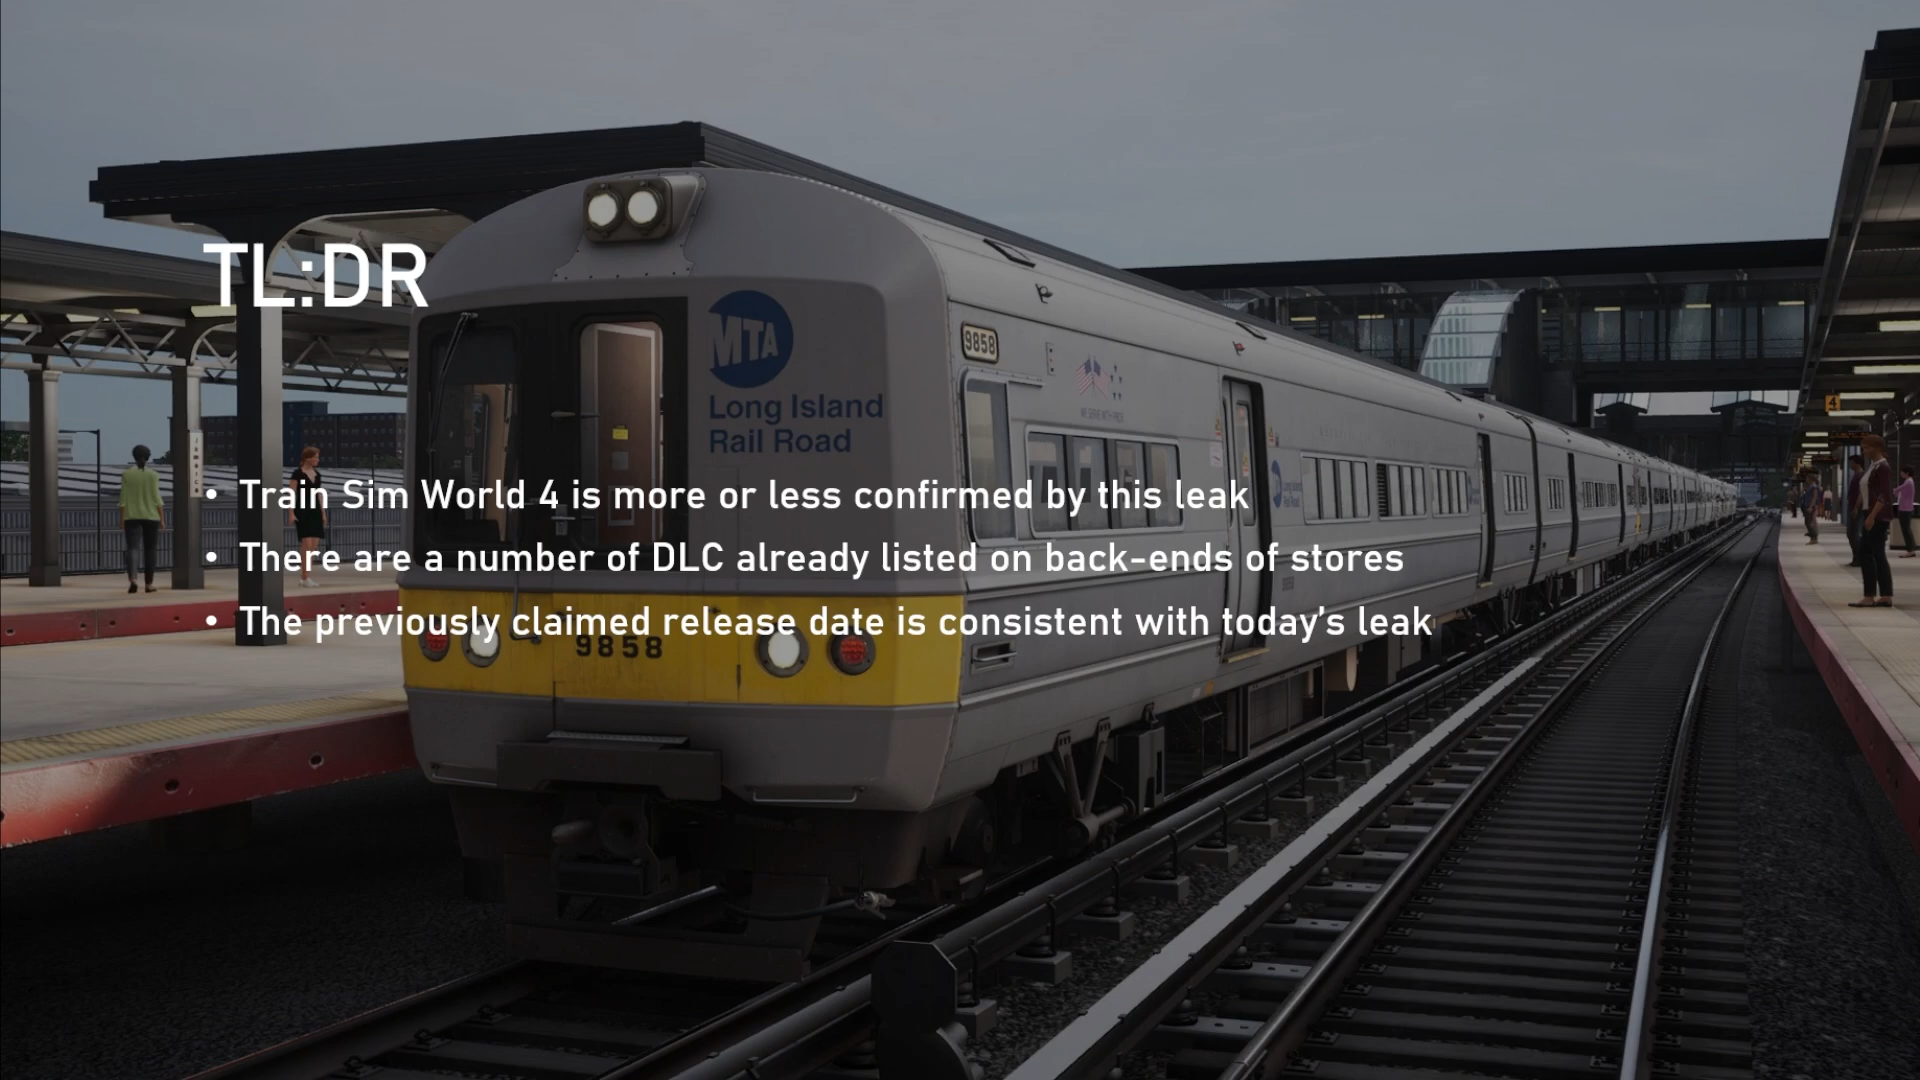 TL:DR
MTA
Long Island
Rail Road
9858
Jamaica
4
• Train Sim World 4 is more or less confirmed by this leak
• There are a number of DLC already listed on back-ends of stores
• The previously claimed release date is consistent with today's leak
9858